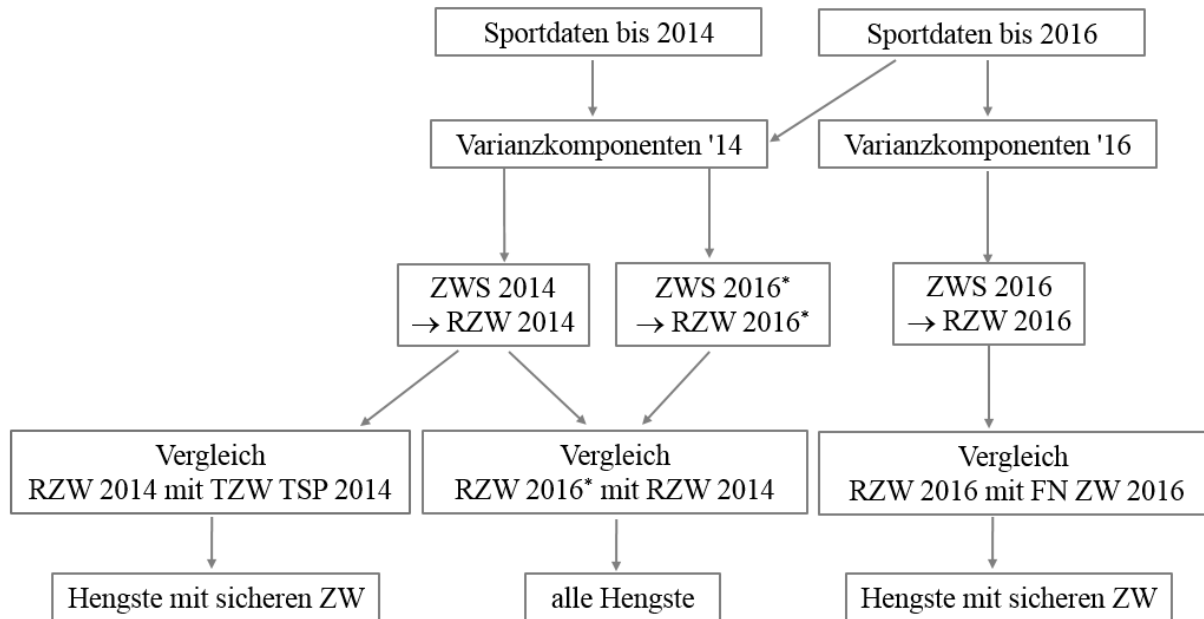 Sportdaten bis 2014
Sportdaten bis 2016
Varianzkomponenten '14
Varianzkomponenten '16
ZWS 2014
→ RZW 2014
ZWS 2016*
→ RZW 2016*
ZWS 2016
→ RZW 2016
Vergleich
RZW 2014 mit TZW TSP 2014
Vergleich
RZW 2016* mit RZW 2014
Vergleich
RZW 2016 mit FN ZW 2016
Hengste mit sicheren ZW
alle Hengste
Hengste mit sicheren ZW